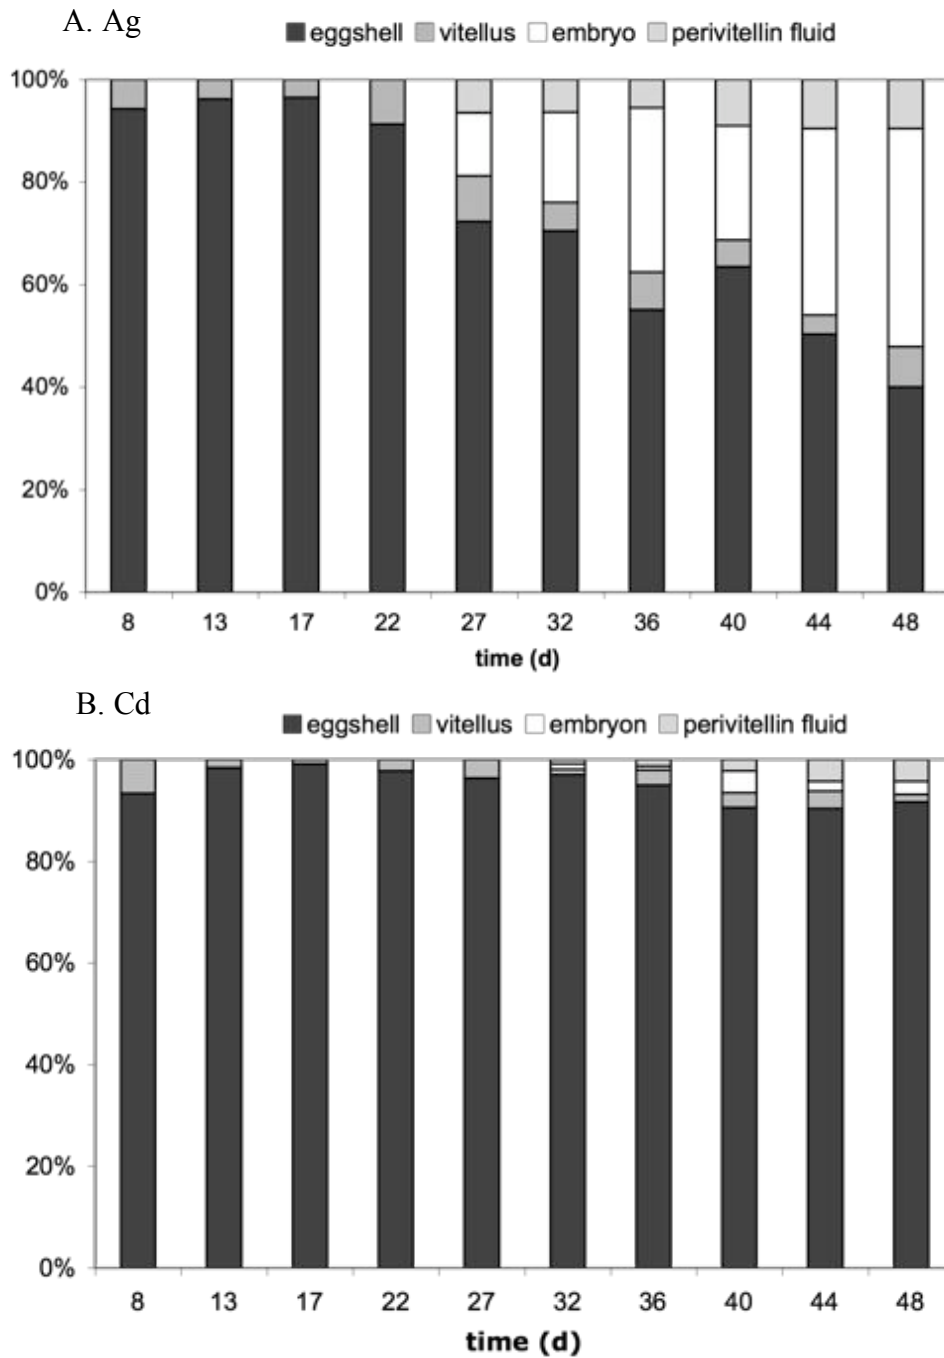 A. Ag
eggshell vitellus embryo perivitellin fluid
100%
80%
60%
40%
20%
0%
8 13 17 22 27 32 36 40 44 48
time (d)
B. Cd
eggshell vitellus embryon perivitellin fluid
100%
80%
60%
40%
20%
0%
8 13 17 22 27 32 36 40 44 48
time (d)